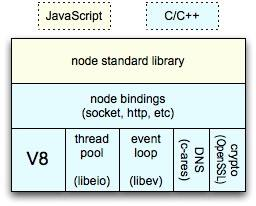 JavaScript
C/C++
node standard library
node bindings
(socket, http, etc)
V8
thread
pool
(libeio)
event
loop
(libev)
DNS
(c-ares)
crypto
(OpenSSL)